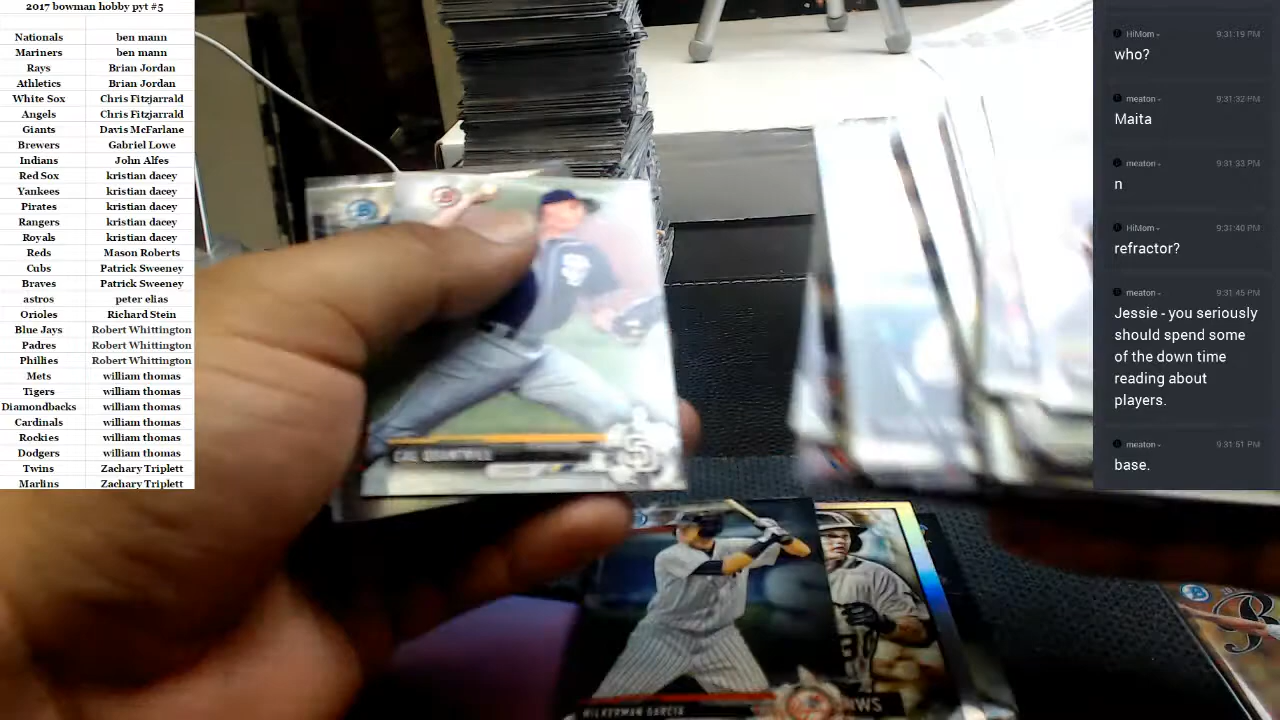 2017 bowman hobby pyt #5
Nationals ben mann
Mariners ben mann
Rays Brian Jordan
Athletics Brian Jordan
White Sox Chris Fitzjarrald
Angels Chris Fitzjarrald
Giants Davis McFarlane
Brewers Gabriel Lowe
Indians John Alfes
Red Sox kristian dacey
Yankees kristian dacey
Pirates kristian dacey
Rangers kristian dacey
Royals kristian dacey
Reds Mason Roberts
Cubs Patrick Sweeney
Braves Patrick Sweeney
astros peter elias
Orioles Richard Stein
Blue Jays Robert Whittington
Padres Robert Whittington
Phillies Robert Whittington
Mets william thomas
Tigers william thomas
Diamondbacks william thomas
Cardinals william thomas
Rockies william thomas
Dodgers william thomas
Twins Zachary Triplett
Marlins Zachary Triplett
HiMom 9:31:19 PM
who?
meaton 9:31:32 PM
Maita
meaton 9:31:33 PM
n
HiMom 9:31:40 PM
refractor?
meaton 9:31:45 PM
Jessie - you seriously
should spend some
of the down time
reading about
players.
meaton 9:31:51 PM
base.
CAL QUANTRILL
WILKERMAN GARCIA